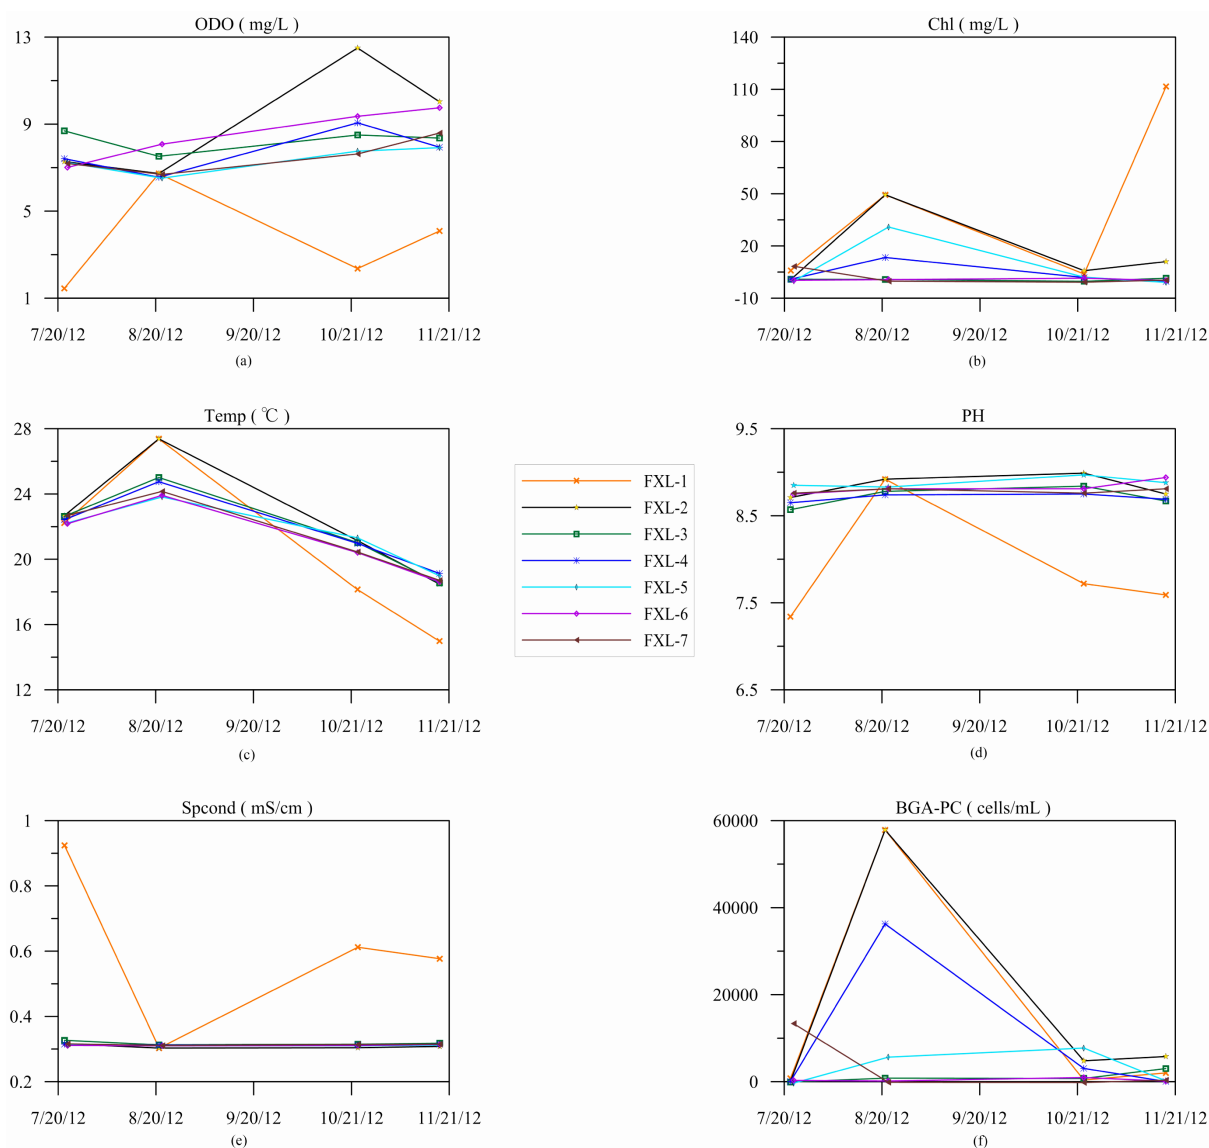 ODO ( mg/L )
13
9
5
1
7/20/12 8/20/12 9/20/12 10/21/12 11/21/12
(a)
Chl ( mg/L )
140
110
80
50
20
-10
7/20/12 8/20/12 9/20/12 10/21/12 11/21/12
(b)
Temp ( ℃ )
28
24
20
16
12
7/20/12 8/20/12 9/20/12 10/21/12 11/21/12
(c)
FXL-1
FXL-2
FXL-3
FXL-4
FXL-5
FXL-6
FXL-7
PH
9.5
8.5
7.5
6.5
7/20/12 8/20/12 9/20/12 10/21/12 11/21/12
(d)
Spcond ( mS/cm )
1
0.8
0.6
0.4
0.2
7/20/12 8/20/12 9/20/12 10/21/12 11/21/12
(e)
BGA-PC ( cells/mL )
60000
40000
20000
0
7/20/12 8/20/12 9/20/12 10/21/12 11/21/12
(f)